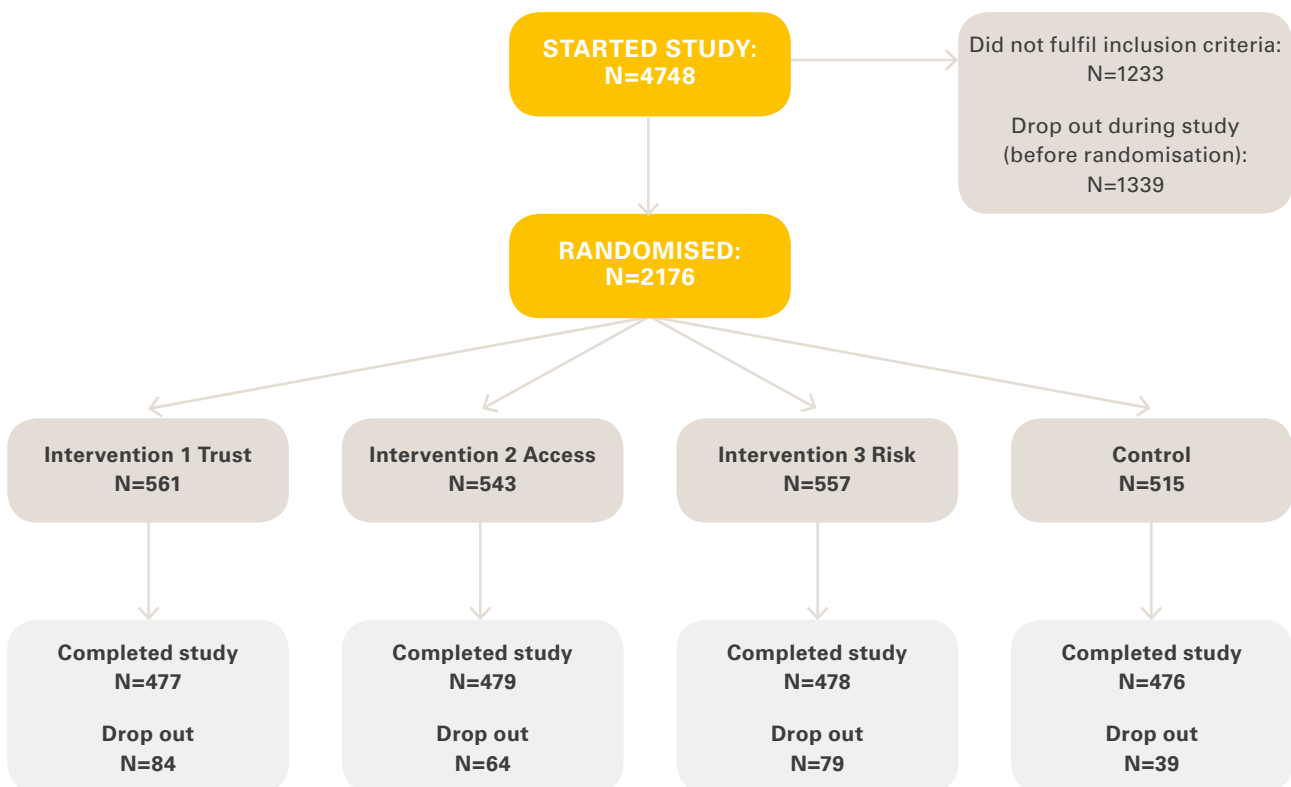 STARTED STUDY:
N=4748
Did not fulfil inclusion criteria:
N=1233
Drop out during study
(before randomisation):
N=1339
RANDOMISED:
N=2176
Intervention 1 Trust
N=561
Intervention 2 Access
N=543
Intervention 3 Risk
N=557
Control
N=515
Completed study
N=477
Drop out
N=84
Completed study
N=479
Drop out
N=64
Completed study
N=478
Drop out
N=79
Completed study
N=476
Drop out
N=39